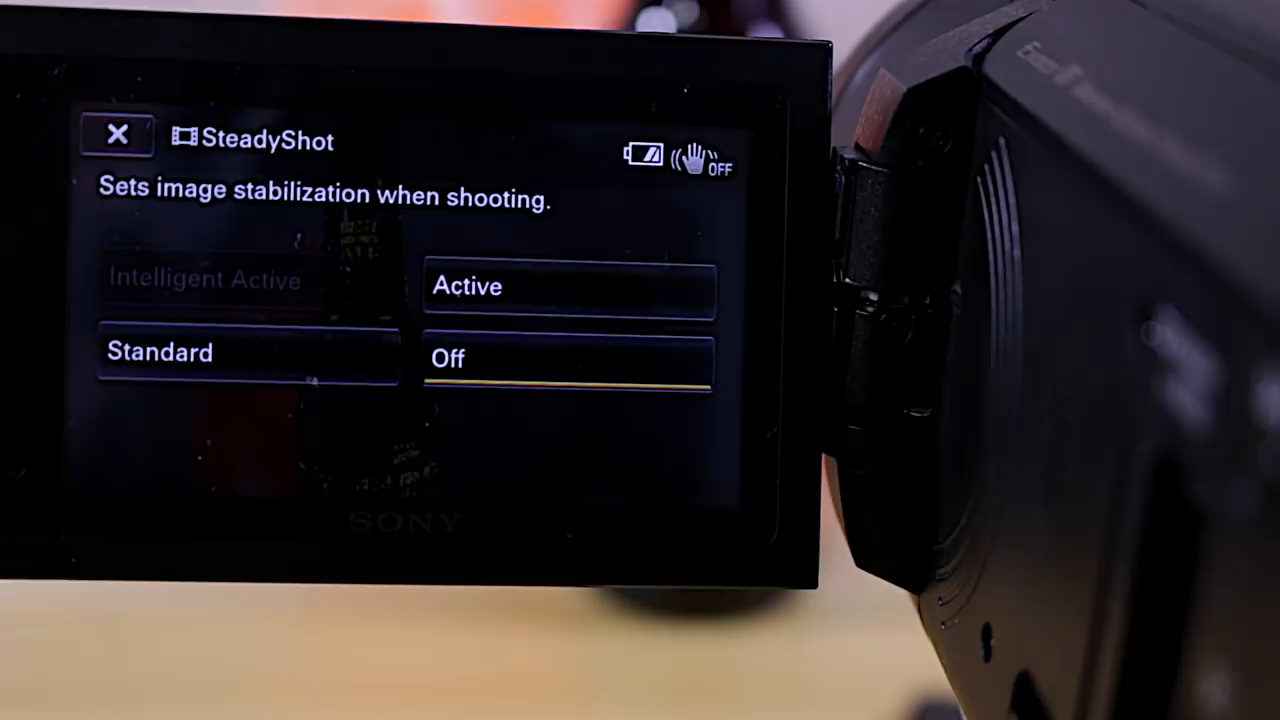 SteadyShot
OFF
Sets image stabilization when shooting.
Intelligent Active
Active
Standard
Off
SONY